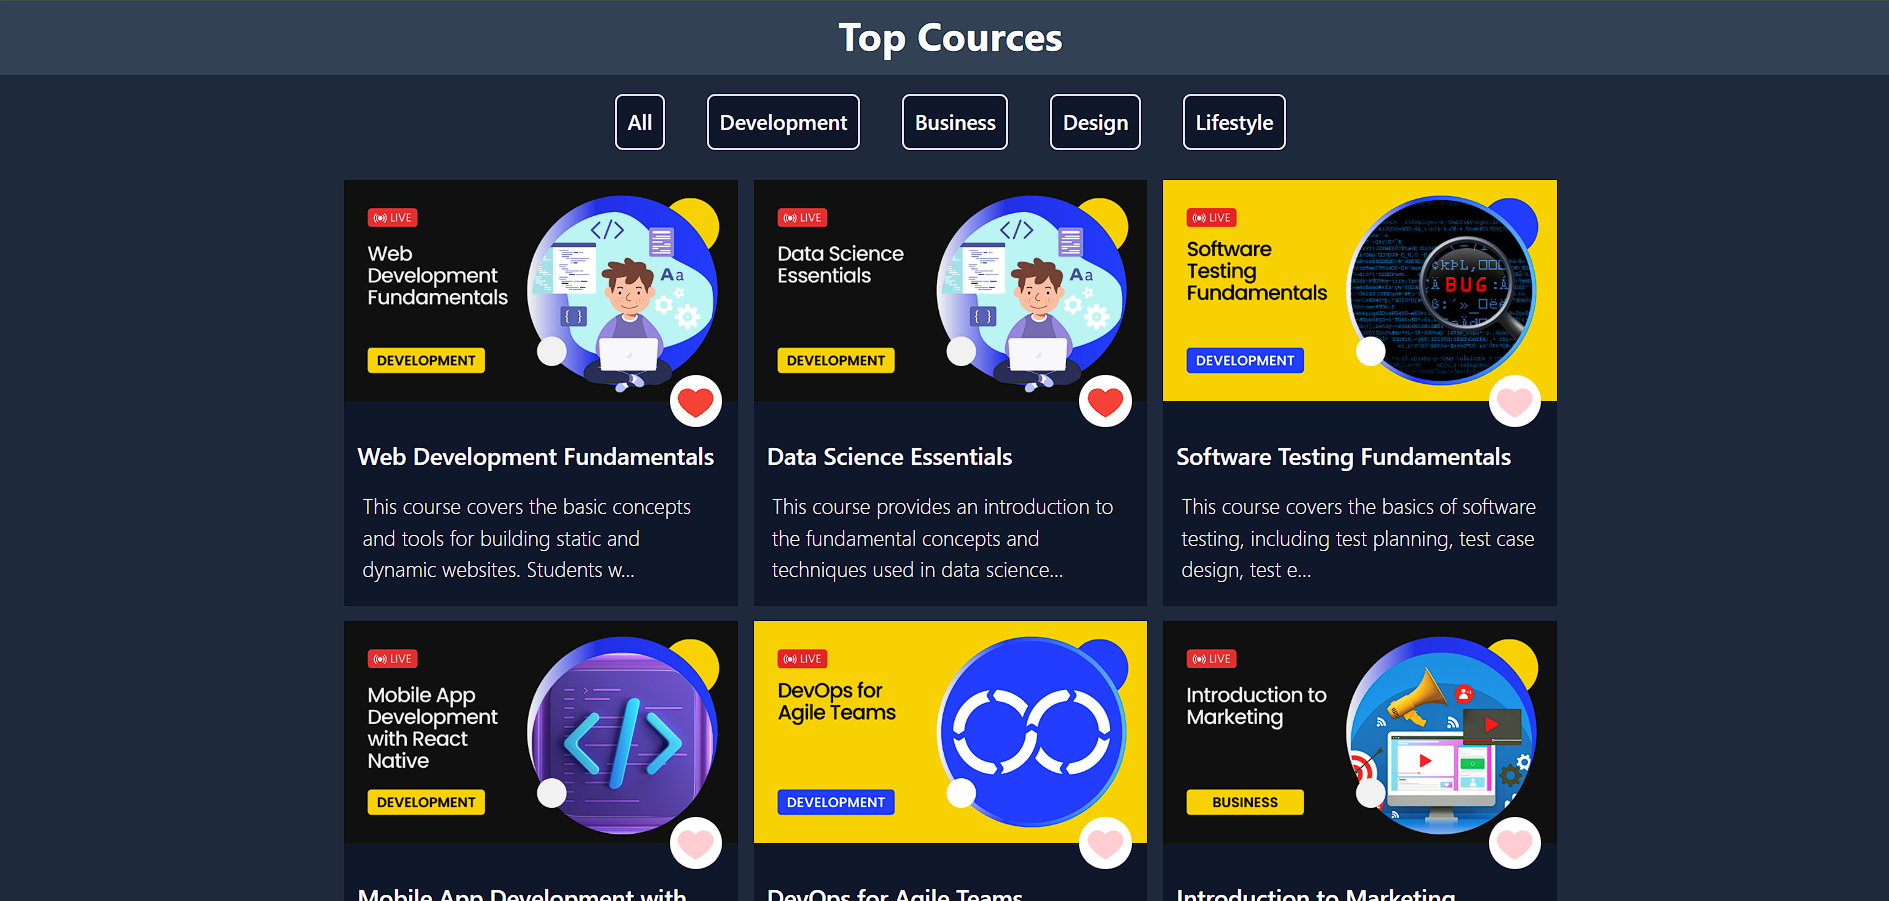 Top Cources
All
Development
Business
Design
Lifestyle
LIVE
Web
Development
Fundamentals
</>
Aa
{ }
DEVELOPMENT
Web Development Fundamentals
This course covers the basic concepts
and tools for building static and
dynamic websites. Students w...
LIVE
Data Science
Essentials
</>
Aa
{ }
DEVELOPMENT
Data Science Essentials
This course provides an introduction to
the fundamental concepts and
techniques used in data science...
LIVE
Software
Testing
Fundamentals
BUG
DEVELOPMENT
Software Testing Fundamentals
This course covers the basics of software
testing, including test planning, test case
design, test e...
LIVE
Mobile App
Development
with React
Native
</>
DEVELOPMENT
Mobile App Development with
LIVE
DevOps for
Agile Teams
DEVELOPMENT
DevOps for Agile Teams
LIVE
Introduction to
Marketing
BUSINESS
Introduction to Marketing